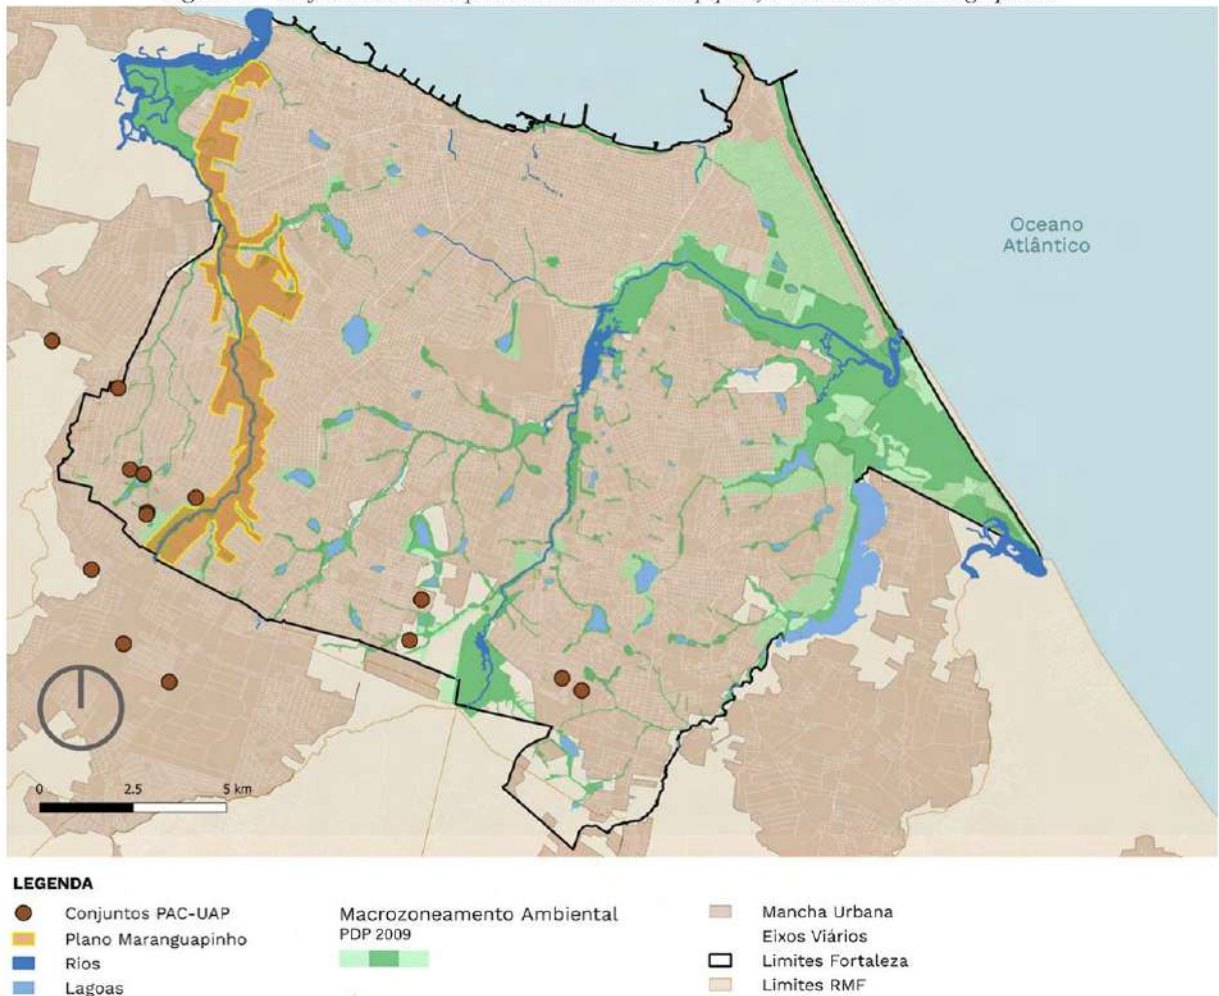 Oceano
Atlântico
0 2.5 5 km
LEGENDA
Conjuntos PAC-UAP
Plano Maranguapinho
Rios
Lagoas
Macrozoneamento Ambiental
PDP 2009
Mancha Urbana
Eixos Viários
Limites Fortaleza
Limites RMF